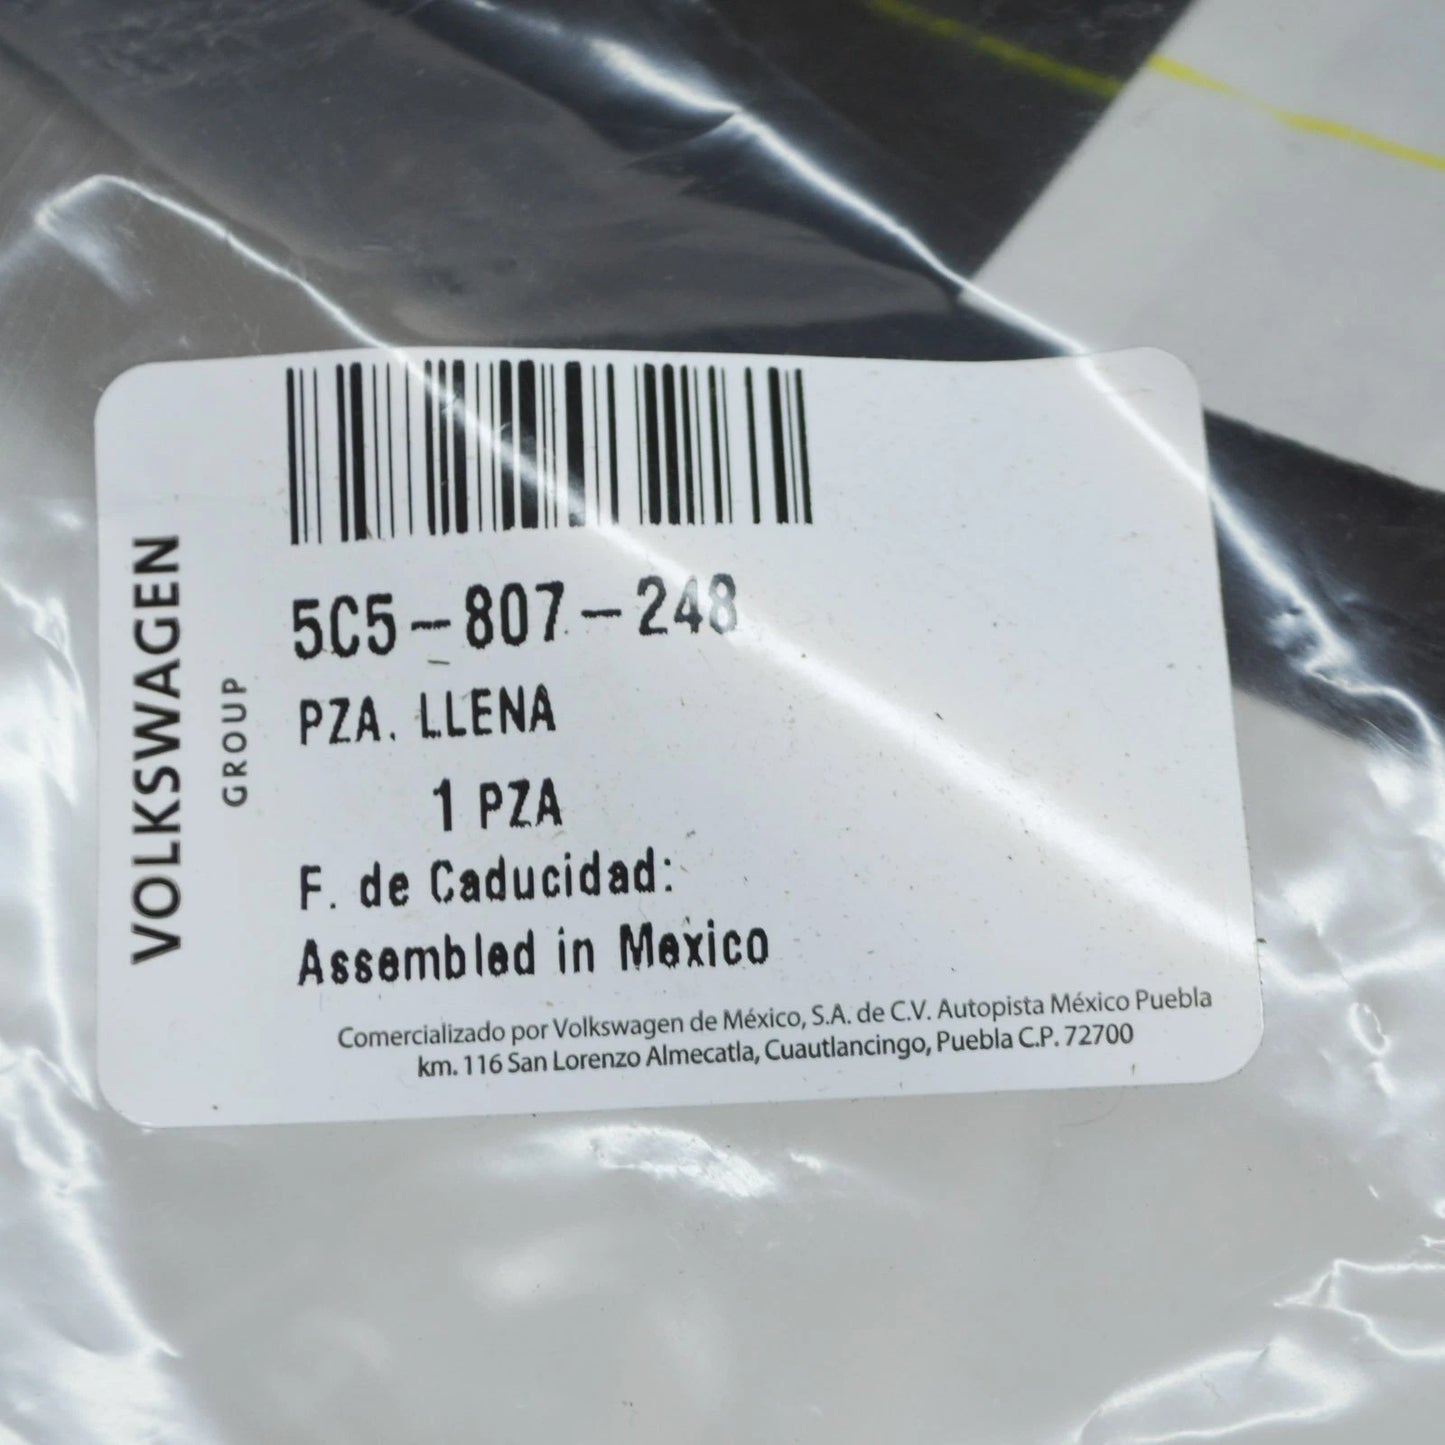 VOLKSWAGEN
GROUP
5C5-807-248
PZA. LLENA
1 PZA
F. de Caducidad:
Assembled in Mexico
Comercializado por Volkswagen de México, S.A. de C.V. Autopista México Puebla
km. 116 San Lorenzo Almecatla, Cuautlancingo, Puebla C.P. 72700